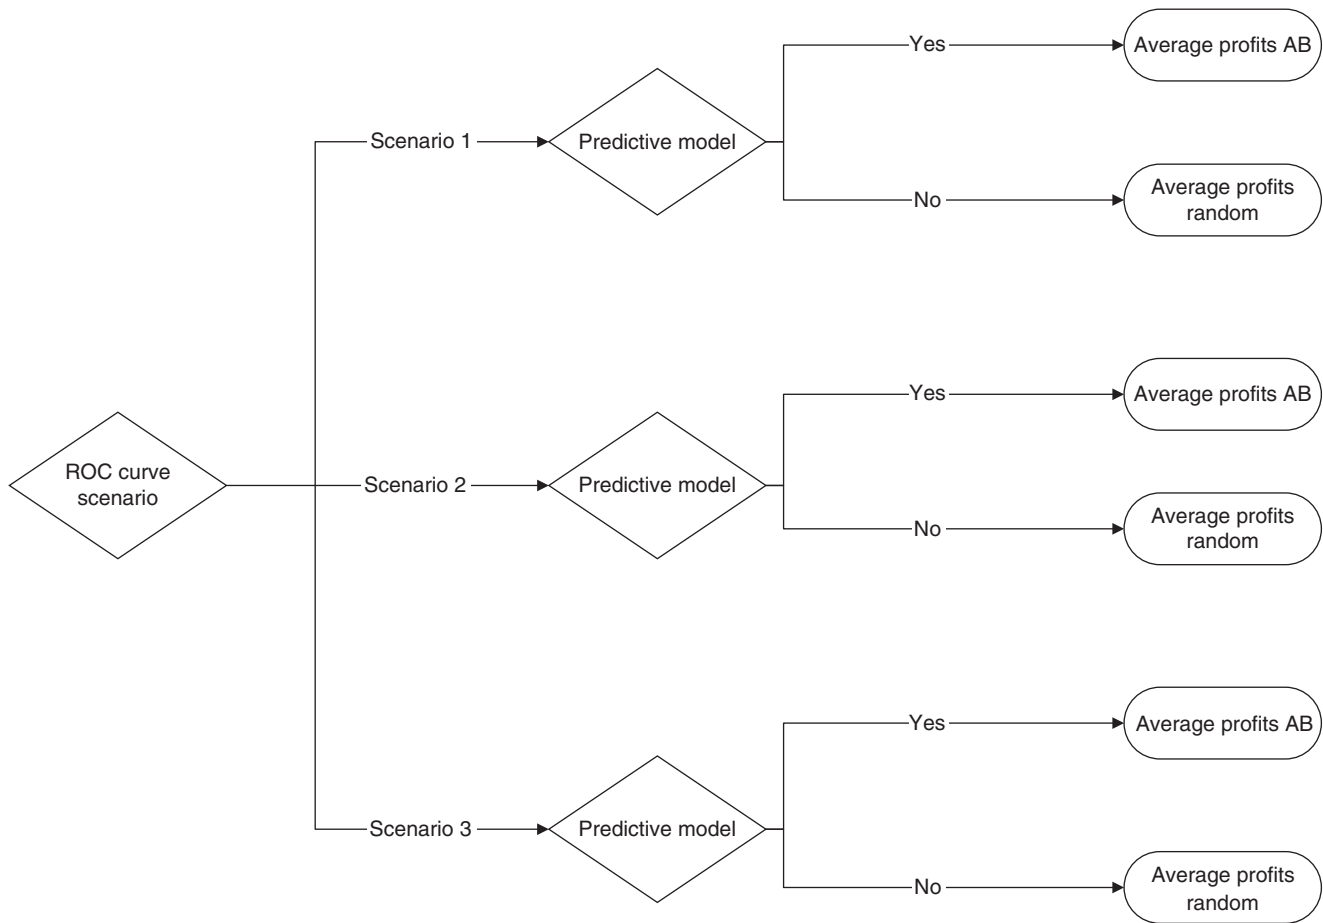 Yes
Average profits AB
Scenario 1
Predictive model
No
Average profits
random
Yes
Average profits AB
ROC curve
scenario
Scenario 2
Predictive model
No
Average profits
random
Yes
Average profits AB
Scenario 3
Predictive model
No
Average profits
random